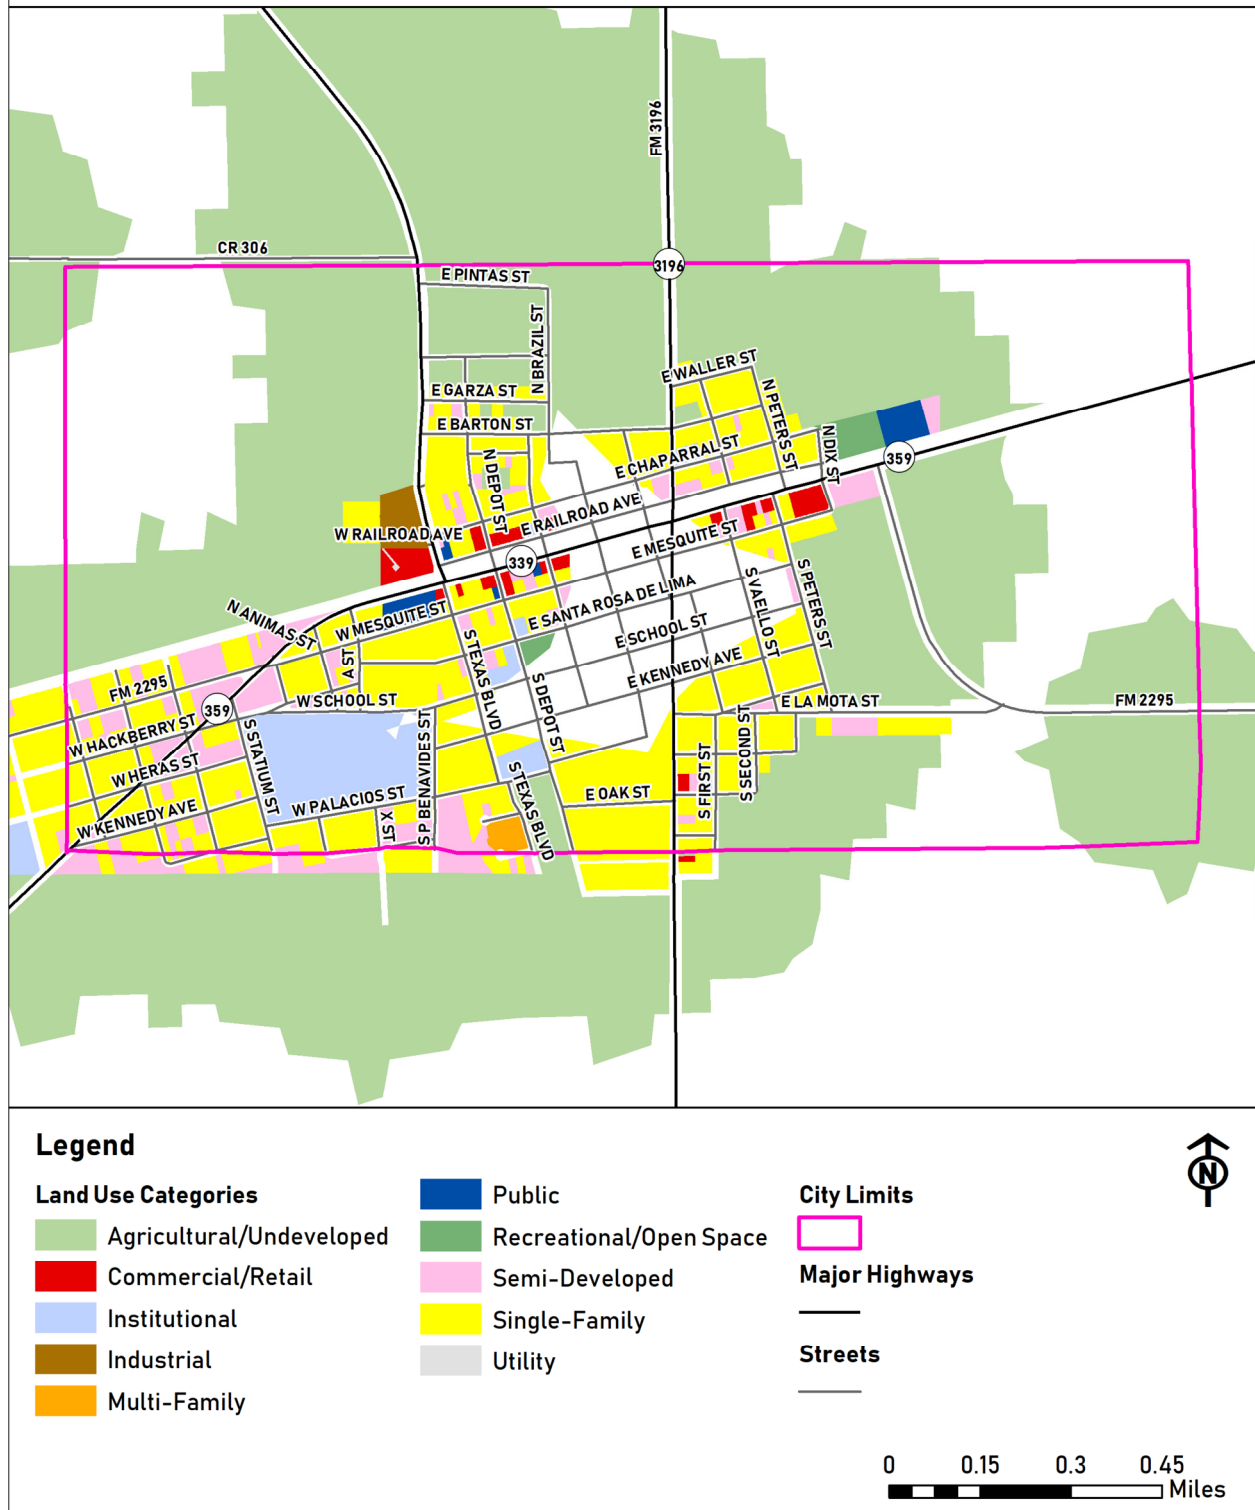 FM 3196
CR 306
3196
E PINTAS ST
N BRAZIL ST
E WALLER ST
E GARZA ST
N PETERS ST
E BARTON ST
N DIX ST
E CHAPARRAL ST
359
N DEPOT ST
E RAILROAD AVE
W RAILROAD AVE
E MESQUITE ST
339
S PETERS ST
E SANTA ROSA DE LIMA
S VAELLO ST
N ANIMAS ST
W MESQUITE ST
E SCHOOL ST
A ST
S TEXAS BLVD
E KENNEDY AVE
FM 2295
S DEPOT ST
W SCHOOL ST
E LA MOTA ST
FM 2295
359
W HACKBERRY ST
S STATIUM ST
S P BENAVIDES ST
S SECOND ST
W HERAS ST
S FIRST ST
S TEXAS BLVD
E OAK ST
W PALACIOS ST
W KENNEDY AVE
X ST
Legend
Land Use Categories
Agricultural/Undeveloped
Commercial/Retail
Institutional
Industrial
Multi-Family
Public
Recreational/Open Space
Semi-Developed
Single-Family
Utility
City Limits
Major Highways
Streets
N
0 0.15 0.3 0.45
Miles